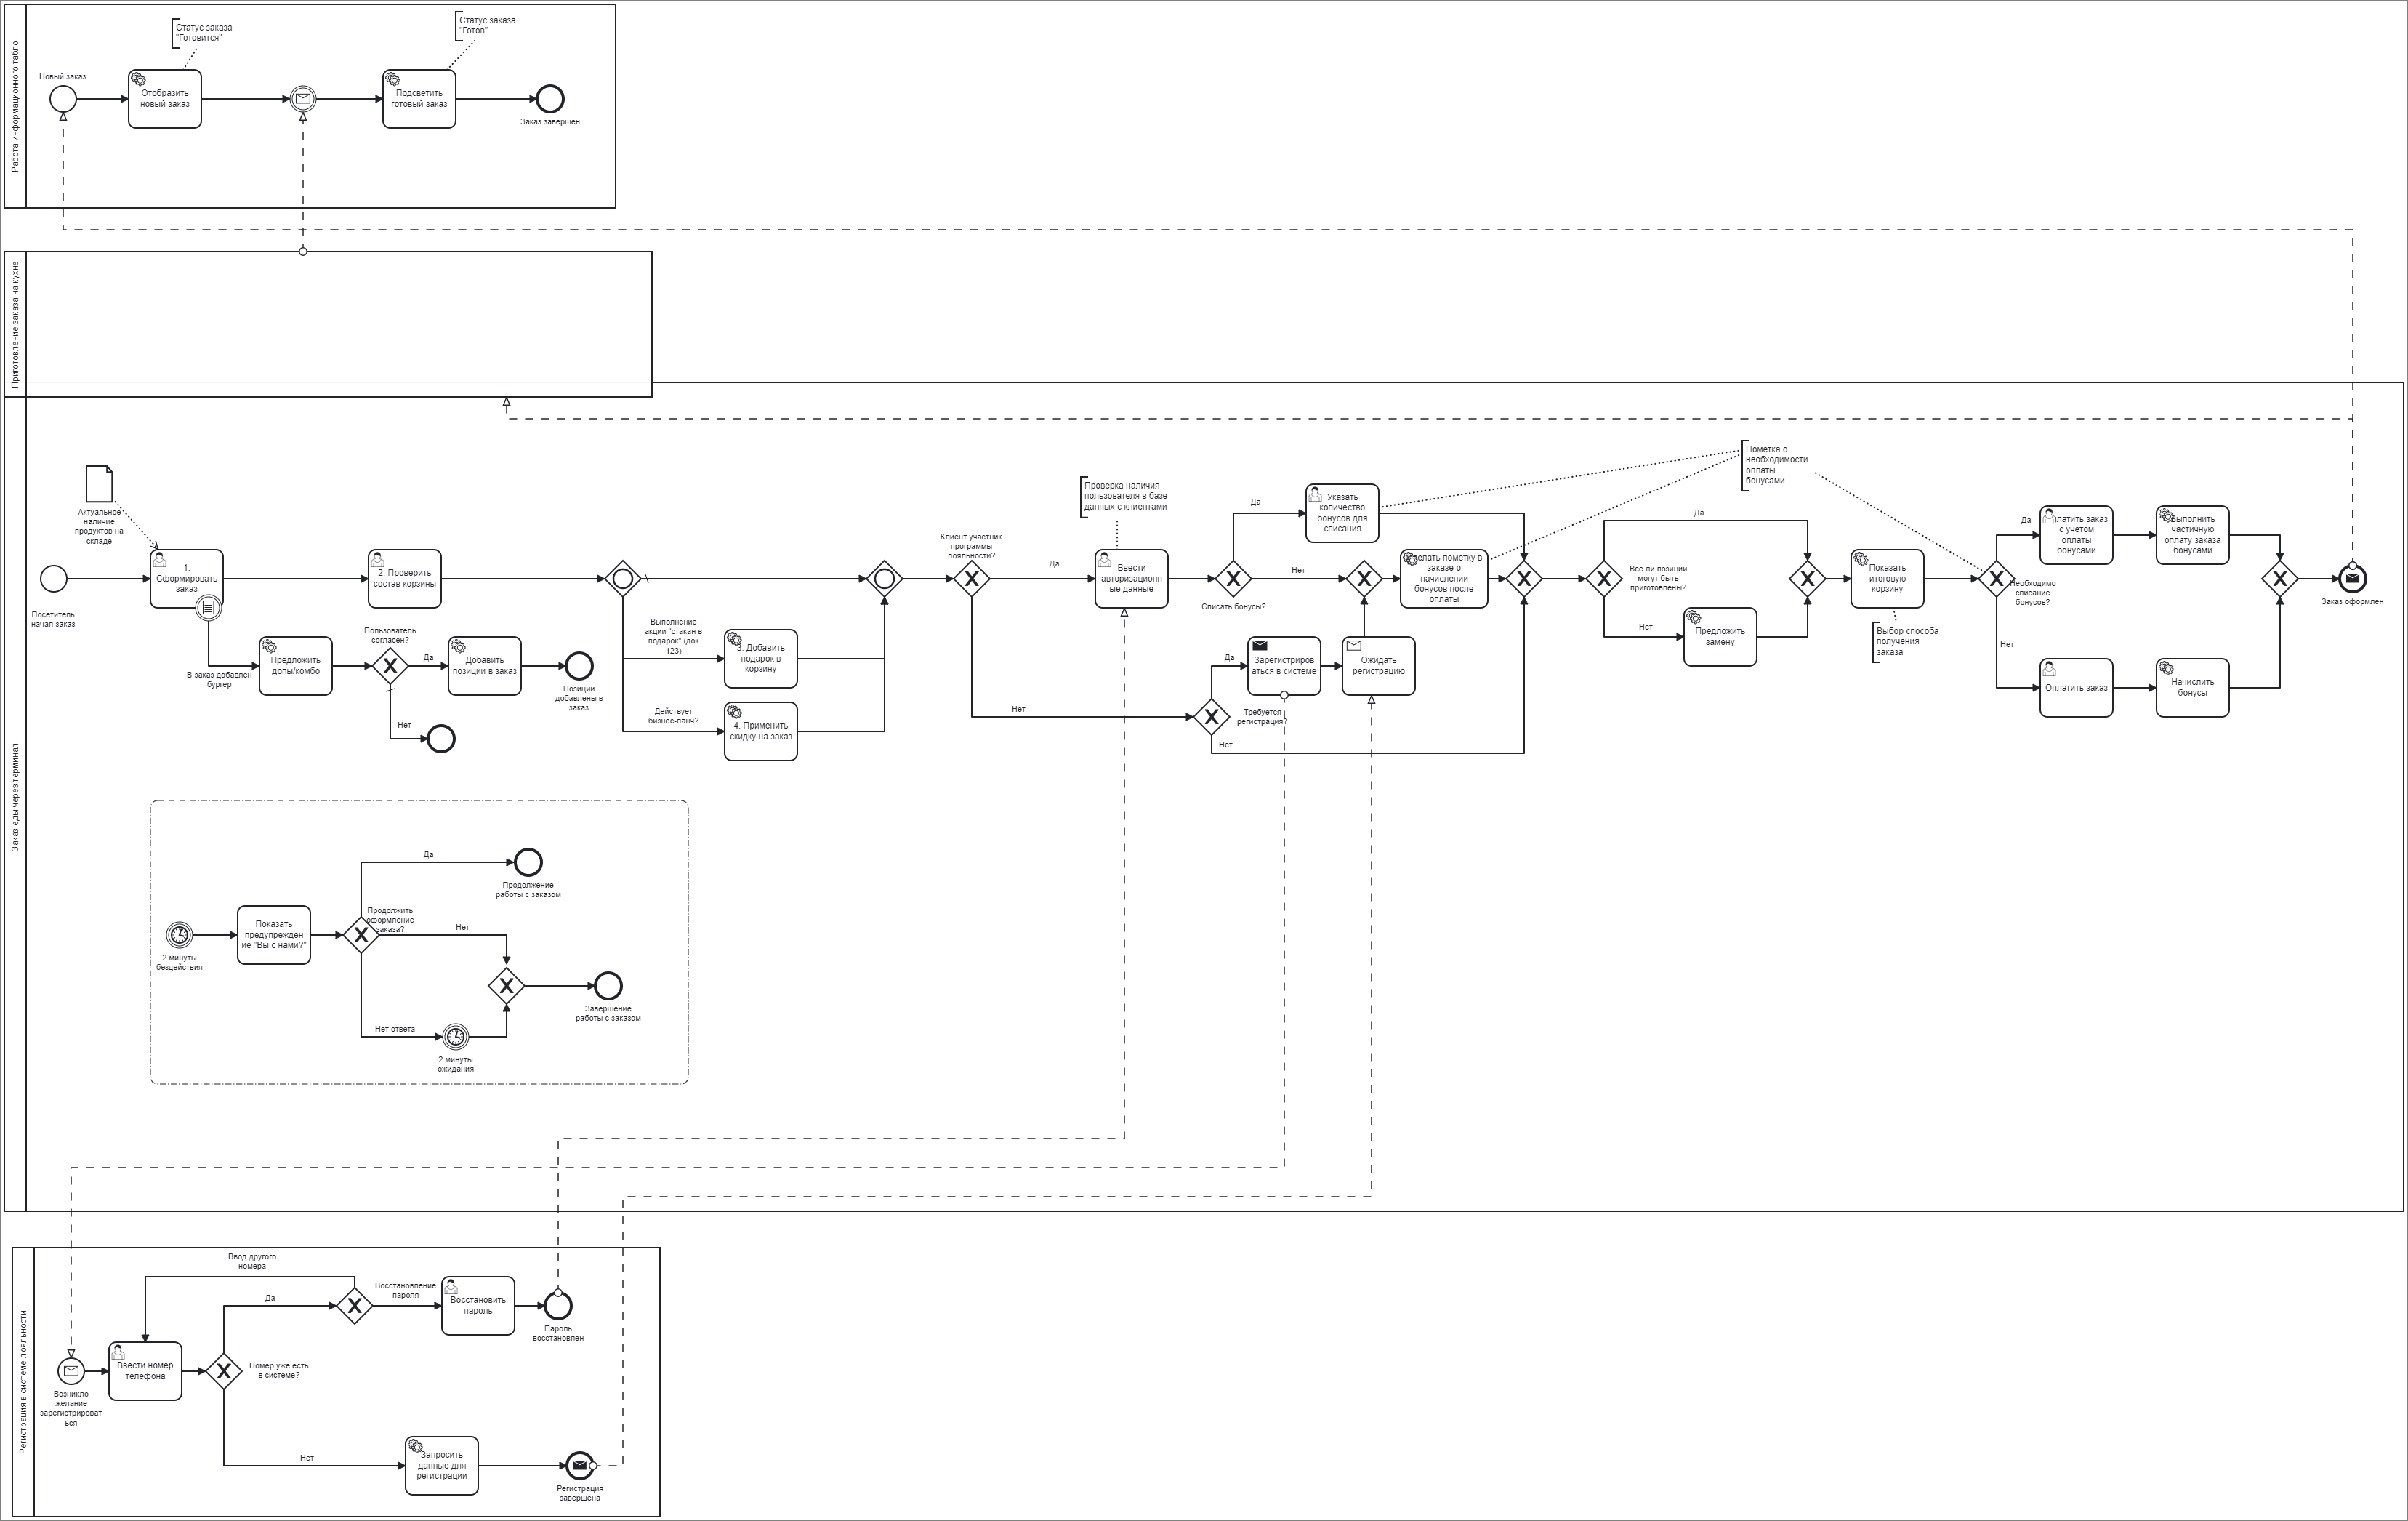 Работа информационного табло
Статус заказа
"Готовится"
Статус заказа
"Готов"
Новый заказ
Отобразить
новый заказ
Подсветить
готовый заказ
Заказ завершен
Приготовление заказа на кухне
Заказ еды через терминал
Актуальное
наличие
продуктов на
складе
Посетитель
начал заказ
1.
Сформировать
заказ
2. Проверить
состав корзины
В заказ добавлен
бургер
Предложить
допы/комбо
Пользователь
согласен?
Да
Нет
Добавить
позиции в заказ
Позиции
добавлены в
заказ
Выполнение
акции "стакан в
подарок" (док
123)
3. Добавить
подарок в
корзину
Действует
бизнес-ланч?
4. Применить
скидку на заказ
Клиент участник
программы
лояльности?
Да
Нет
Проверка наличия
пользователя в базе
данных с клиентами
Ввести
авторизационн
ые данные
Списать бонусы?
Да
Нет
Указать
количество
бонусов для
списания
делать пометку в
заказе о
начислении
бонусов после
оплаты
Требуется
регистрация?
Да
Нет
Зарегистриров
аться в системе
Ожидать
регистрацию
Пометка о
необходимости
оплаты
бонусами
Все ли позиции
могут быть
приготовлены?
Да
Нет
Предложить
замену
Показать
итоговую
корзину
Выбор способа
получения
заказа
Необходимо
списание
бонусов?
Да
Нет
латить заказ
с учетом
оплаты
бонусами
Выполнить
частичную
оплату заказа
бонусами
Оплатить заказ
Начислить
бонусы
Заказ оформлен
2 минуты
бездействия
Показать
предупрежден
ие "Вы с нами?"
Продолжить
оформление
заказа?
Да
Нет
Нет ответа
Продолжение
работы с заказом
2 минуты
ожидания
Завершение
работы с заказом
Регистрация в системе лояльности
Возникло
желание
зарегистрироват
ься
Ввести номер
телефона
Номер уже есть
в системе?
Да
Нет
Ввод другого
номера
Восстановление
пароля
Восстановить
пароль
Пароль
восстановлен
Запросить
данные для
регистрации
Регистрация
завершена